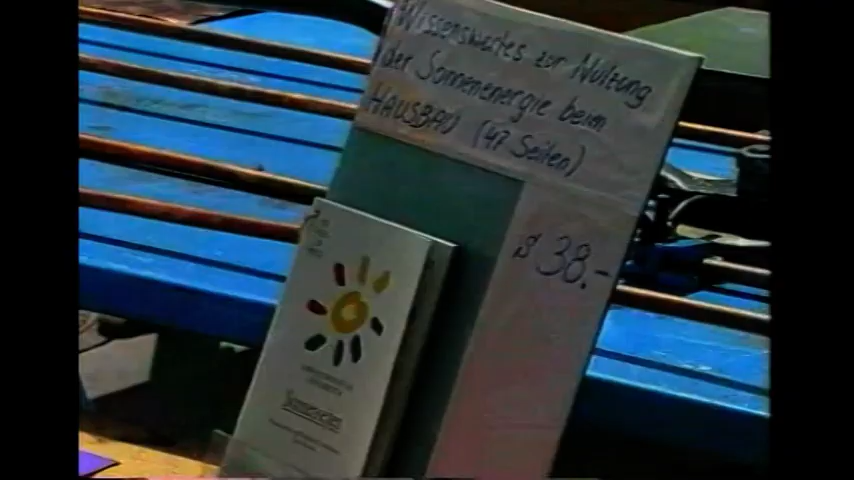 Wissenswertes zur Nutzung
der Sonnenenergie beim
HAUSBAU (47 Seiten)
$ 38.-